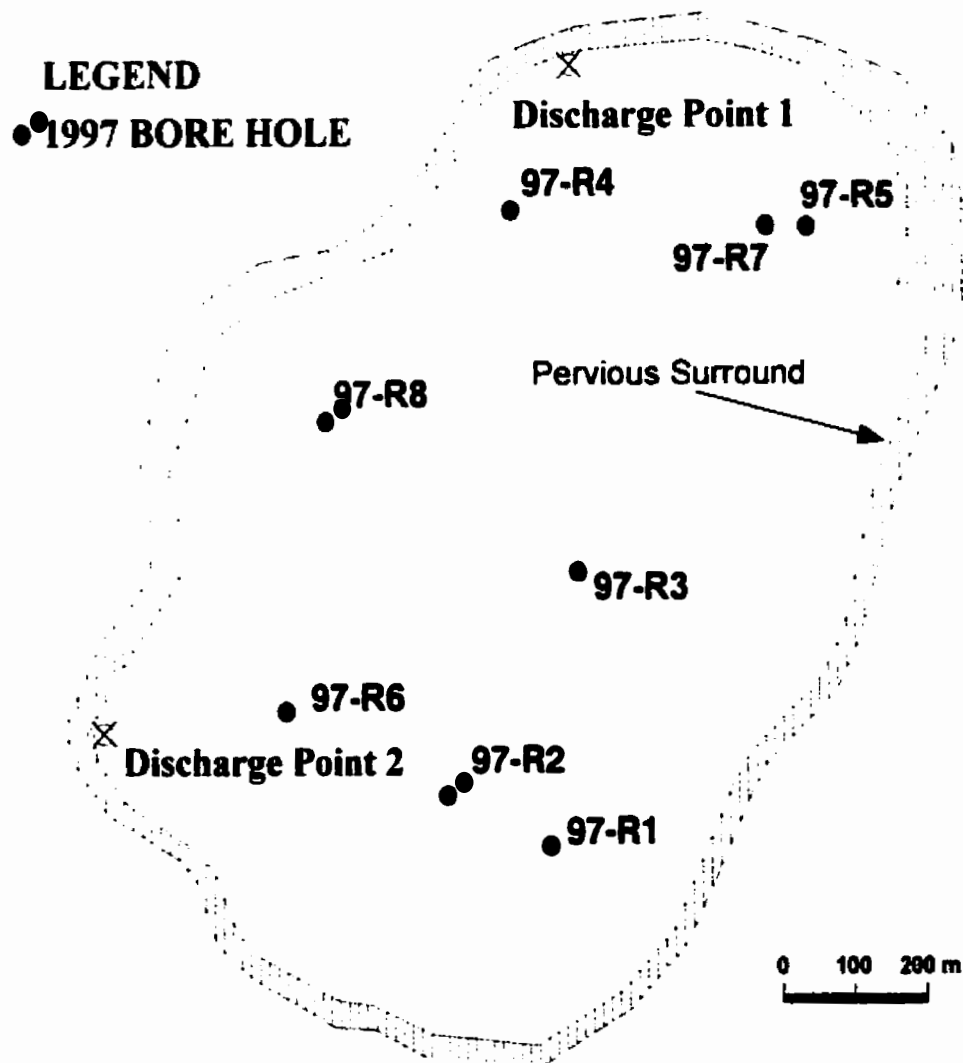 LEGEND
1997 BORE HOLE
Discharge Point 1
97-R4
97-R5
97-R7
Pervious Surround
97-R8
97-R3
97-R6
Discharge Point 2
97-R2
97-R1
0 100 200 m